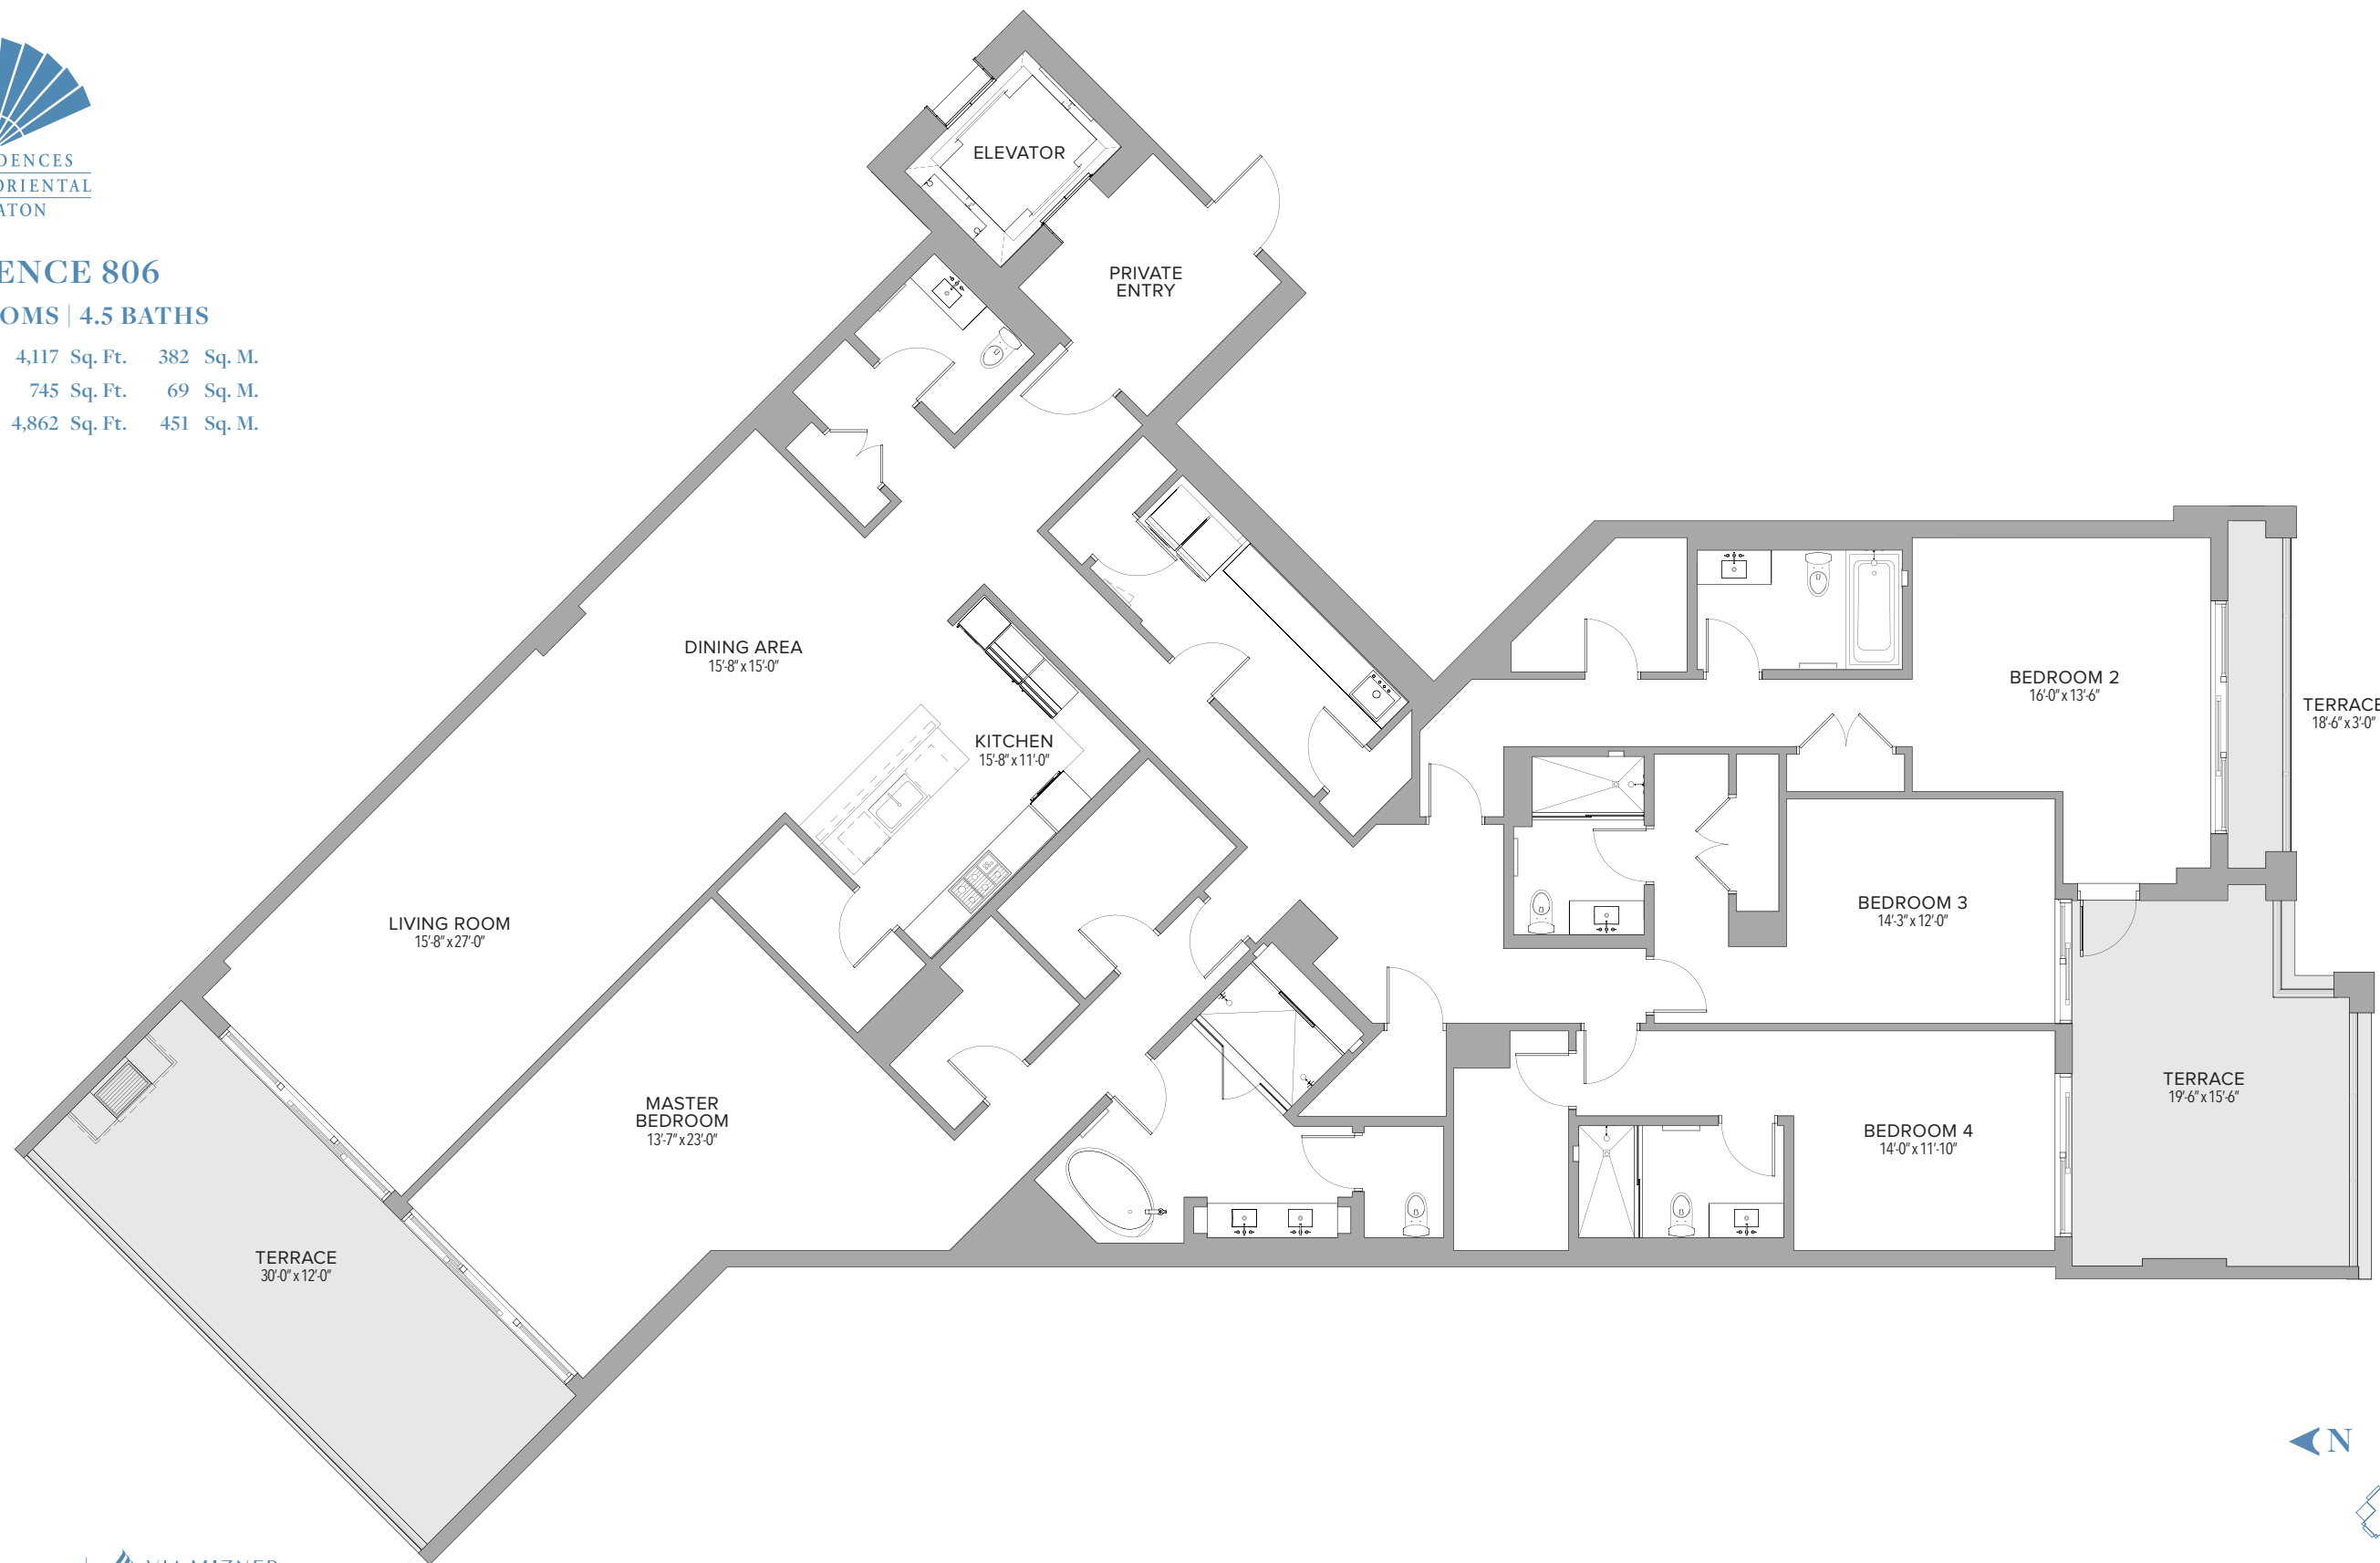 ORIENTAL
ENCE 806
OMS | 4.5 BATHS
4,117 Sq. Ft. 382 Sq. M.
745 Sq. Ft. 69 Sq. M.
4,862 Sq. Ft. 451 Sq. M.
ELEVATOR
PRIVATE
ENTRY
DINING AREA
15'-8" x 15'-0"
KITCHEN
15'-8" x 11'-0"
BEDROOM 2
16'-0" x 13'-6"
TERRACE
18'-6" x 3'-0"
LIVING ROOM
15'-8" x 27'-0"
BEDROOM 3
14'-3" x 12'-0"
MASTER
BEDROOM
13'-7" x 23'-0"
TERRACE
19'-6" x 15'-6"
BEDROOM 4
14'-0" x 11'-10"
TERRACE
30'-0" x 12'-0"
N
VIA MIZNER